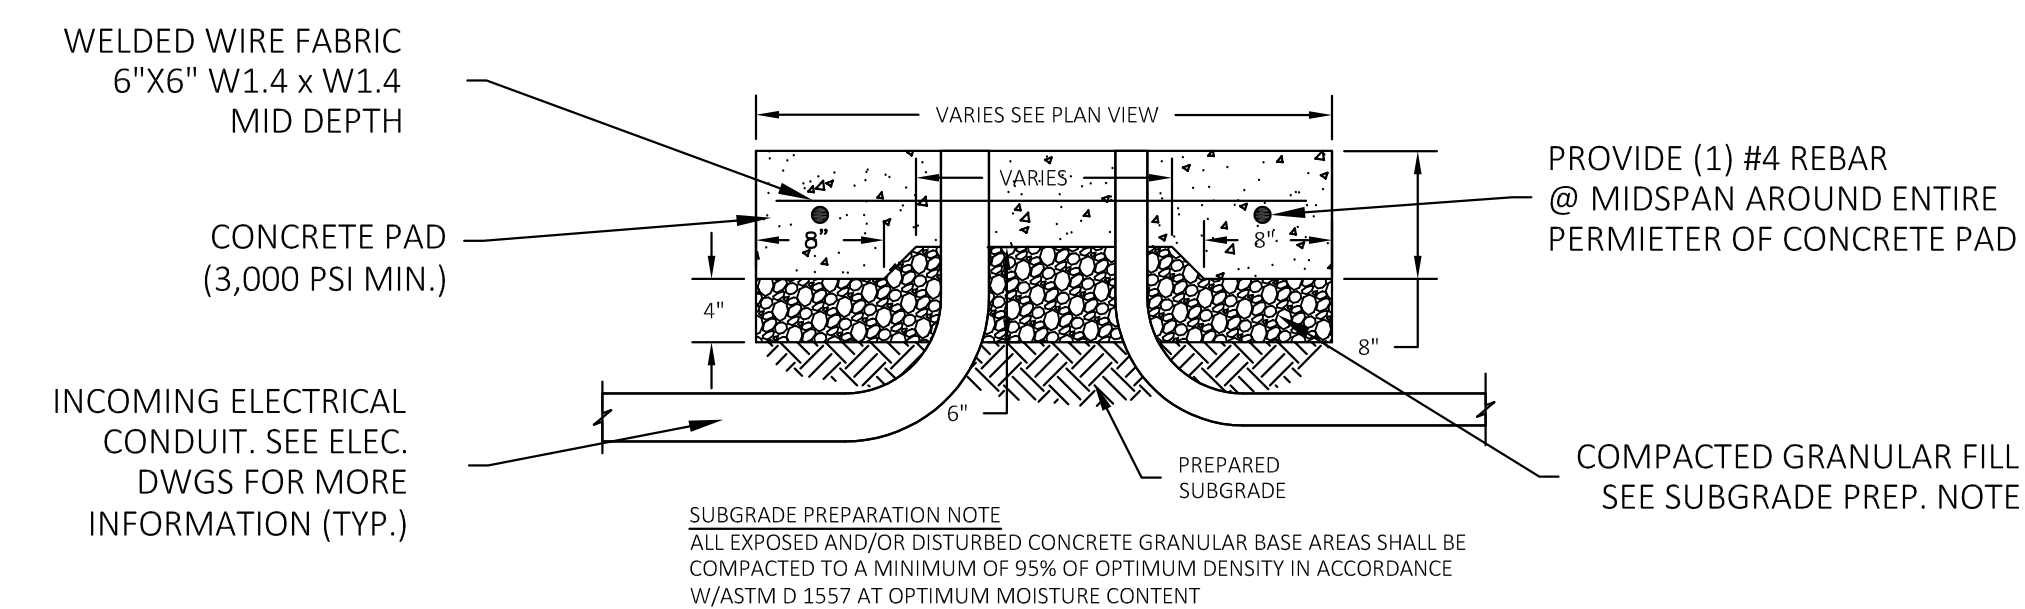 WELDED WIRE FABRIC
6"X6" W1.4 x W1.4
MID DEPTH
CONCRETE PAD
(3,000 PSI MIN.)
INCOMING ELECTRICAL
CONDUIT. SEE ELEC.
DWGS FOR MORE
INFORMATION (TYP.)
VARIES SEE PLAN VIEW
VARIES
8"
8"
4"
8"
6"
PROVIDE (1) #4 REBAR
@ MIDSPAN AROUND ENTIRE
PERMIETER OF CONCRETE PAD
COMPACTED GRANULAR FILL
SEE SUBGRADE PREP. NOTE
PREPARED
SUBGRADE
SUBGRADE PREPARATION NOTE
ALL EXPOSED AND/OR DISTURBED CONCRETE GRANULAR BASE AREAS SHALL BE
COMPACTED TO A MINIMUM OF 95% OF OPTIMUM DENSITY IN ACCORDANCE
W/ASTM D 1557 AT OPTIMUM MOISTURE CONTENT